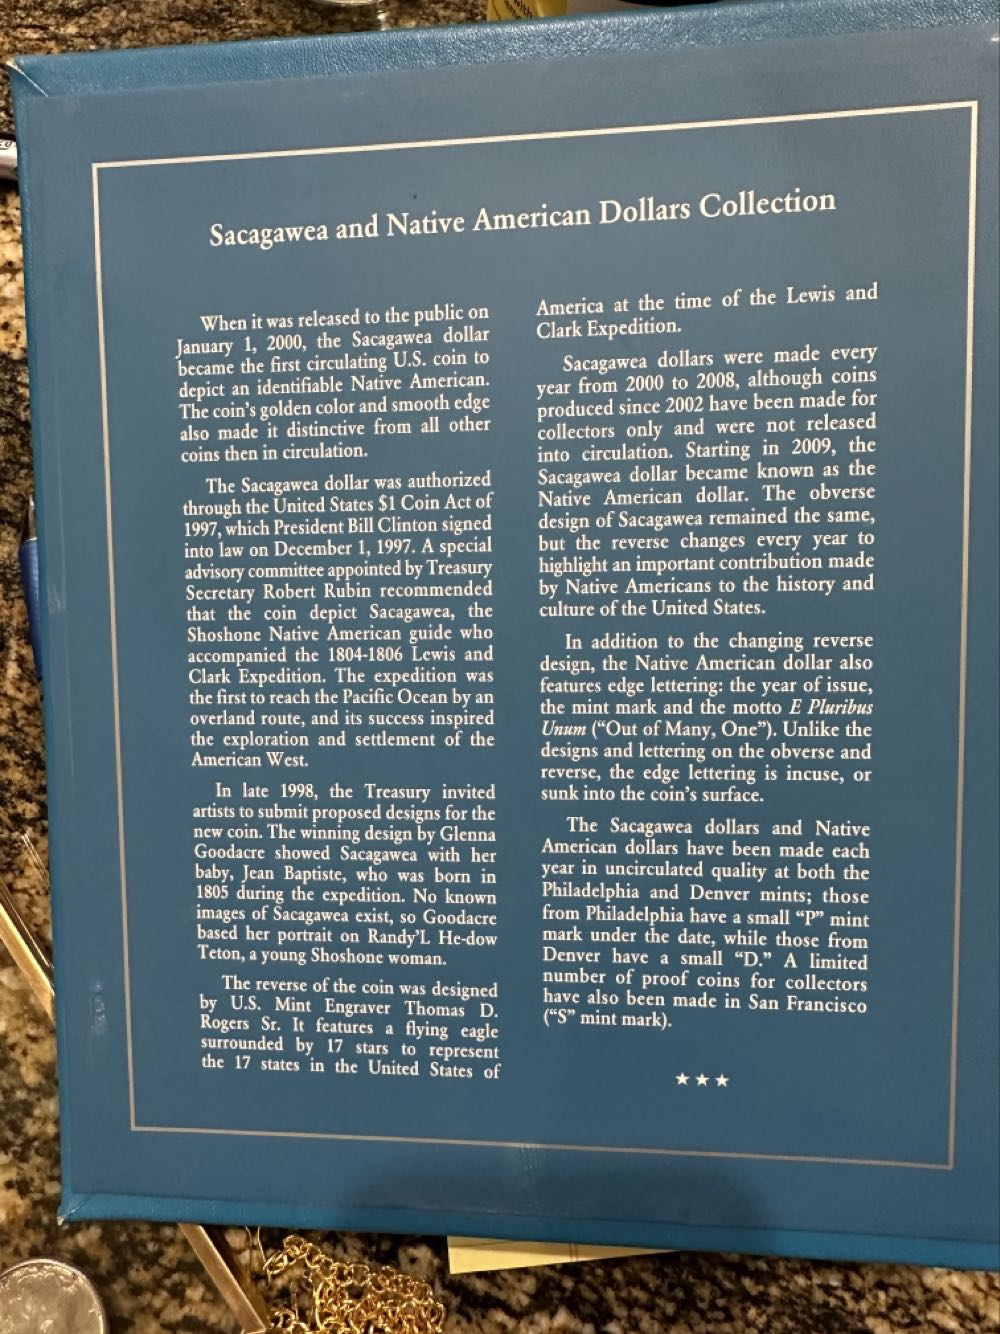 Sacagawea and Native American Dollars Collection
When it was released to the public on
January 1, 2000, the Sacagawea dollar
became the first circulating U.S. coin to
depict an identifiable Native American.
The coin's golden color and smooth edge
also made it distinctive from all other
coins then in circulation.
The Sacagawea dollar was authorized
through the United States $1 Coin Act of
1997, which President Bill Clinton signed
into law on December 1, 1997. A special
advisory committee appointed by Treasury
Secretary Robert Rubin recommended
that the coin depict Sacagawea, the
Shoshone Native American guide who
accompanied the 1804-1806 Lewis and
Clark Expedition. The expedition was
the first to reach the Pacific Ocean by an
overland route, and its success inspired
the exploration and settlement of the
American West.
In late 1998, the Treasury invited
artists to submit proposed designs for the
new coin. The winning design by Glenna
Goodacre showed Sacagawea with her
baby, Jean Baptiste, who was born in
1805 during the expedition. No known
images of Sacagawea exist, so Goodacre
based her portrait on Randy'L He-dow
Teton, a young Shoshone woman.
The reverse of the coin was designed
by U.S. Mint Engraver Thomas D.
Rogers Sr. It features a flying eagle
surrounded by 17 stars to represent
the 17 states in the United States of
America at the time of the Lewis and
Clark Expedition.
Sacagawea dollars were made every
year from 2000 to 2008, although coins
produced since 2002 have been made for
collectors only and were not released
into circulation. Starting in 2009, the
Sacagawea dollar became known as the
Native American dollar. The obverse
design of Sacagawea remained the same,
but the reverse changes every year to
highlight an important contribution made
by Native Americans to the history and
culture of the United States.
In addition to the changing reverse
design, the Native American dollar also
features edge lettering: the year of issue,
the mint mark and the motto E Pluribus
Unum ("Out of Many, One"). Unlike the
designs and lettering on the obverse and
reverse, the edge lettering is incuse, or
sunk into the coin's surface.
The Sacagawea dollars and Native
American dollars have been made each
year in uncirculated quality at both the
Philadelphia and Denver mints; those
from Philadelphia have a small "P" mint
mark under the date, while those from
Denver have a small "D." A limited
number of proof coins for collectors
have also been made in San Francisco
("S" mint mark).
★ ★ ★